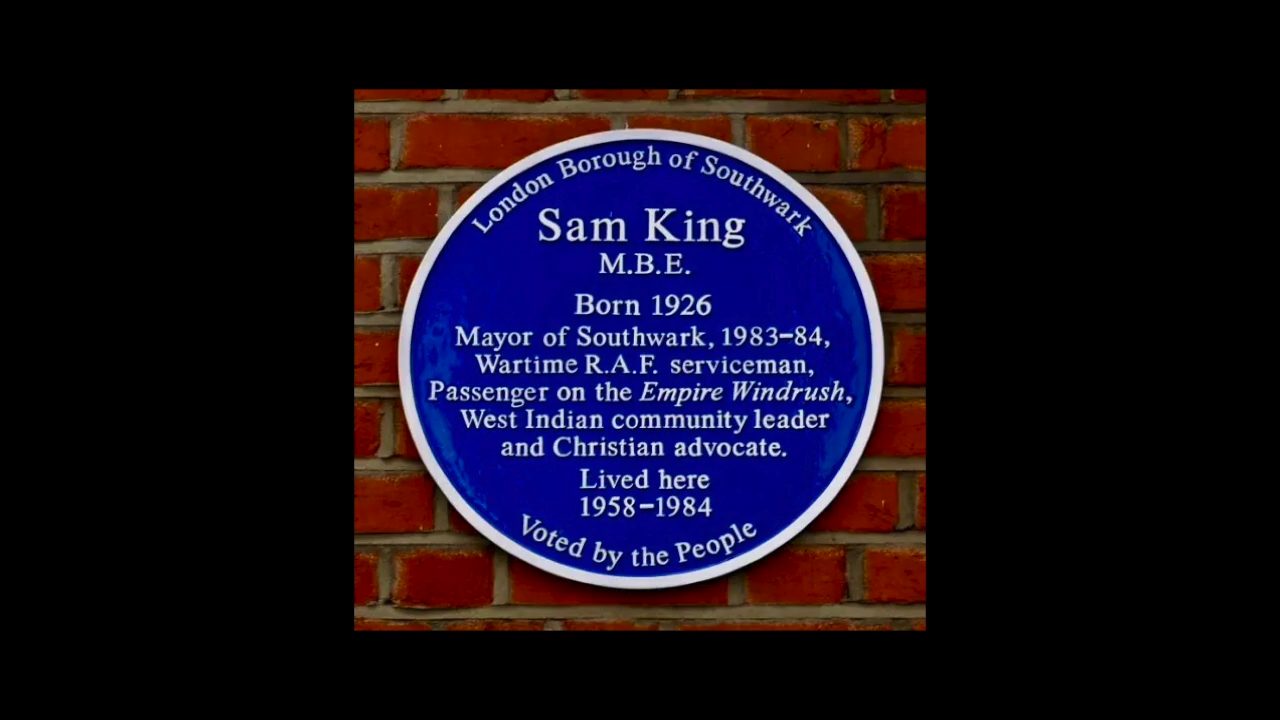 London Borough of Southwark
Sam King
M.B.E.
Born 1926
Mayor of Southwark, 1983–84,
Wartime R.A.F. serviceman,
Passenger on the Empire Windrush,
West Indian community leader
and Christian advocate.
Lived here
1958–1984
Voted by the People